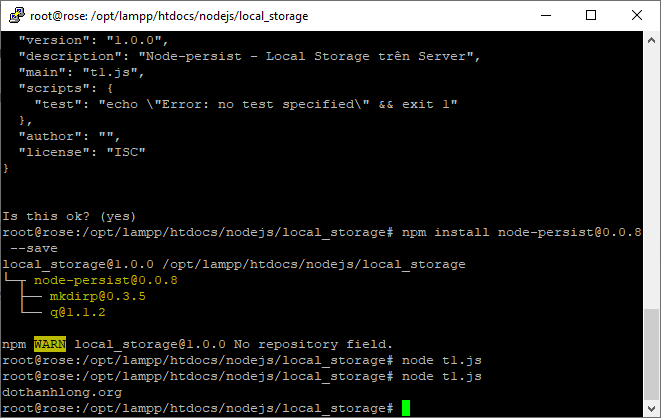 root@rose: /opt/lampp/htdocs/nodejs/local_storage
  "version": "1.0.0",
  "description": "Node-persist - Local Storage trên Server",
  "main": "t1.js",
  "scripts": {
    "test": "echo \"Error: no test specified\" && exit 1"
  },
  "author": "",
  "license": "ISC"
}
Is this ok? (yes)
root@rose:/opt/lampp/htdocs/nodejs/local_storage# npm install node-persist@0.0.8
 --save
local_storage@1.0.0 /opt/lampp/htdocs/nodejs/local_storage
└─┬ node-persist@0.0.8
  ├── mkdirp@0.3.5
  └── q@1.1.2
npm WARN local_storage@1.0.0 No repository field.
root@rose:/opt/lampp/htdocs/nodejs/local_storage# node t1.js
root@rose:/opt/lampp/htdocs/nodejs/local_storage# node t1.js
dothanhlong.org
root@rose:/opt/lampp/htdocs/nodejs/local_storage#